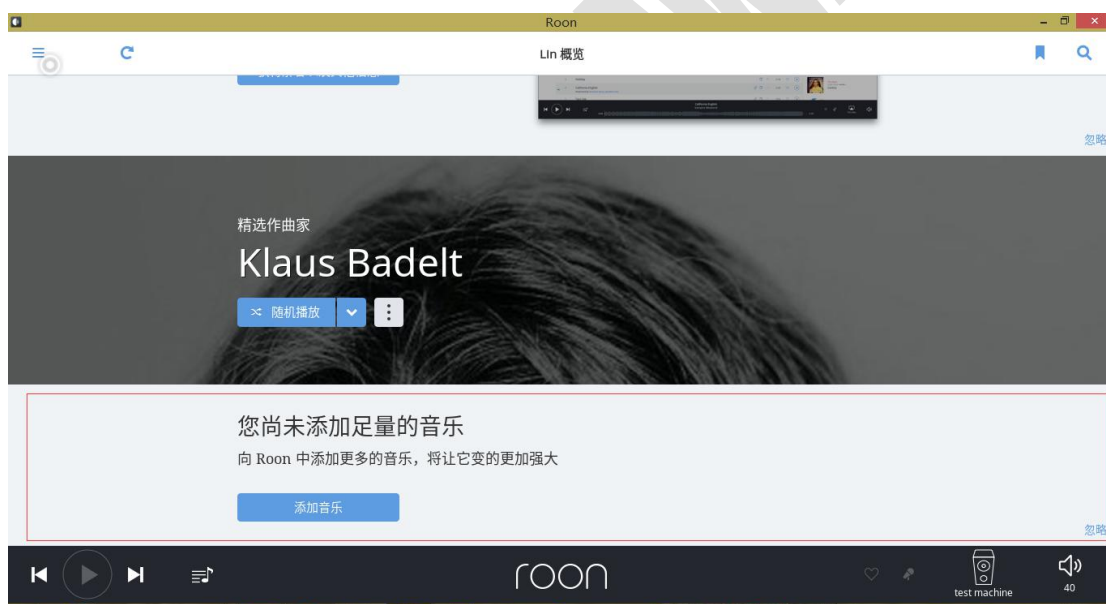 Roon
Lin 概览
忽略
精选作曲家
Klaus Badelt
随机播放
您尚未添加足量的音乐
向 Roon 中添加更多的音乐，将让它变的更加强大
添加音乐
忽略
roon
test machine
40